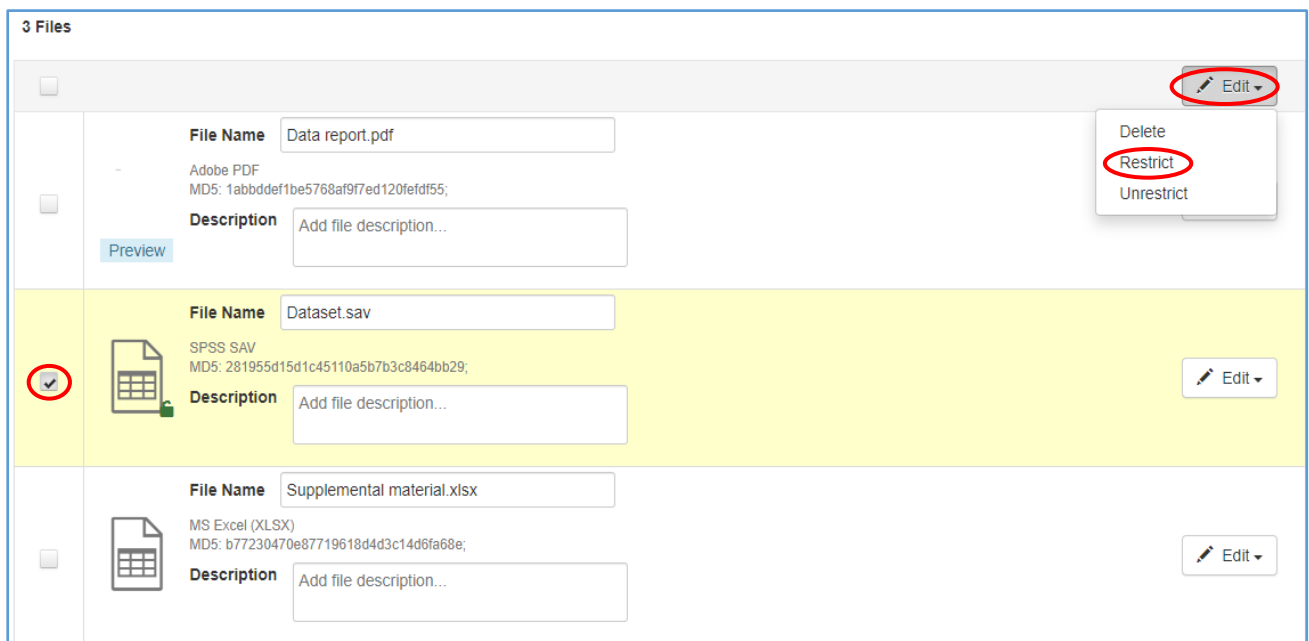 3 Files
Edit
File Name Data report.pdf
Delete
Adobe PDF
Restrict
MD5: 1abbddef1be5768af9f7ed120fefdf55;
Unrestrict
Description Add file description...
Preview
File Name Dataset.sav
SPSS SAV
MD5: 281955d15d1c45110a5b7b3c8464bb29;
Edit
Description Add file description...
File Name Supplemental material.xlsx
MS Excel (XLSX)
MD5: b77230470e87719618d4d3c14d6fa68e;
Edit
Description Add file description...